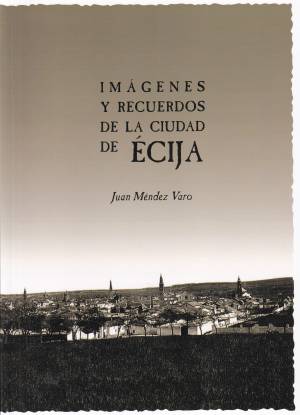 IMÁGENES
Y RECUERDOS
DE LA CIUDAD
DE ÉCIJA
Juan Méndez Varo